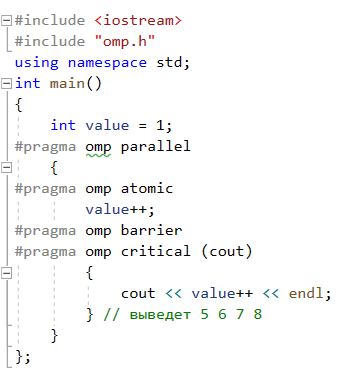 #include <iostream>
#include "omp.h"
using namespace std;
int main()
{
    int value = 1;
#pragma omp parallel
    {
#pragma omp atomic
        value++;
#pragma omp barrier
#pragma omp critical (cout)
        {
            cout << value++ << endl;
        } // выведет 5 6 7 8
    }
};